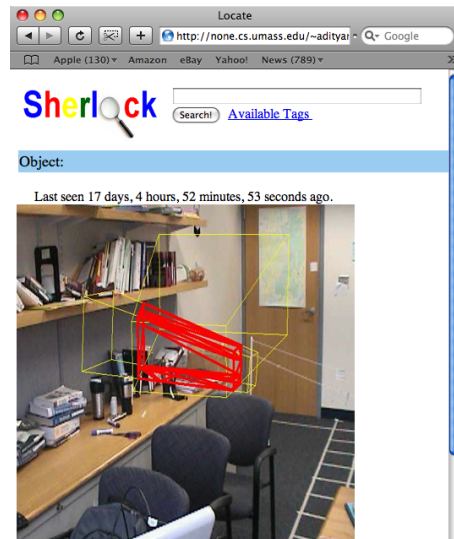 Locate
http://none.cs.umass.edu/~adityar
Google
Apple (130) Amazon eBay Yahoo! News (789)
Sherlock
Search!
Available Tags
Object:
Last seen 17 days, 4 hours, 52 minutes, 53 seconds ago.